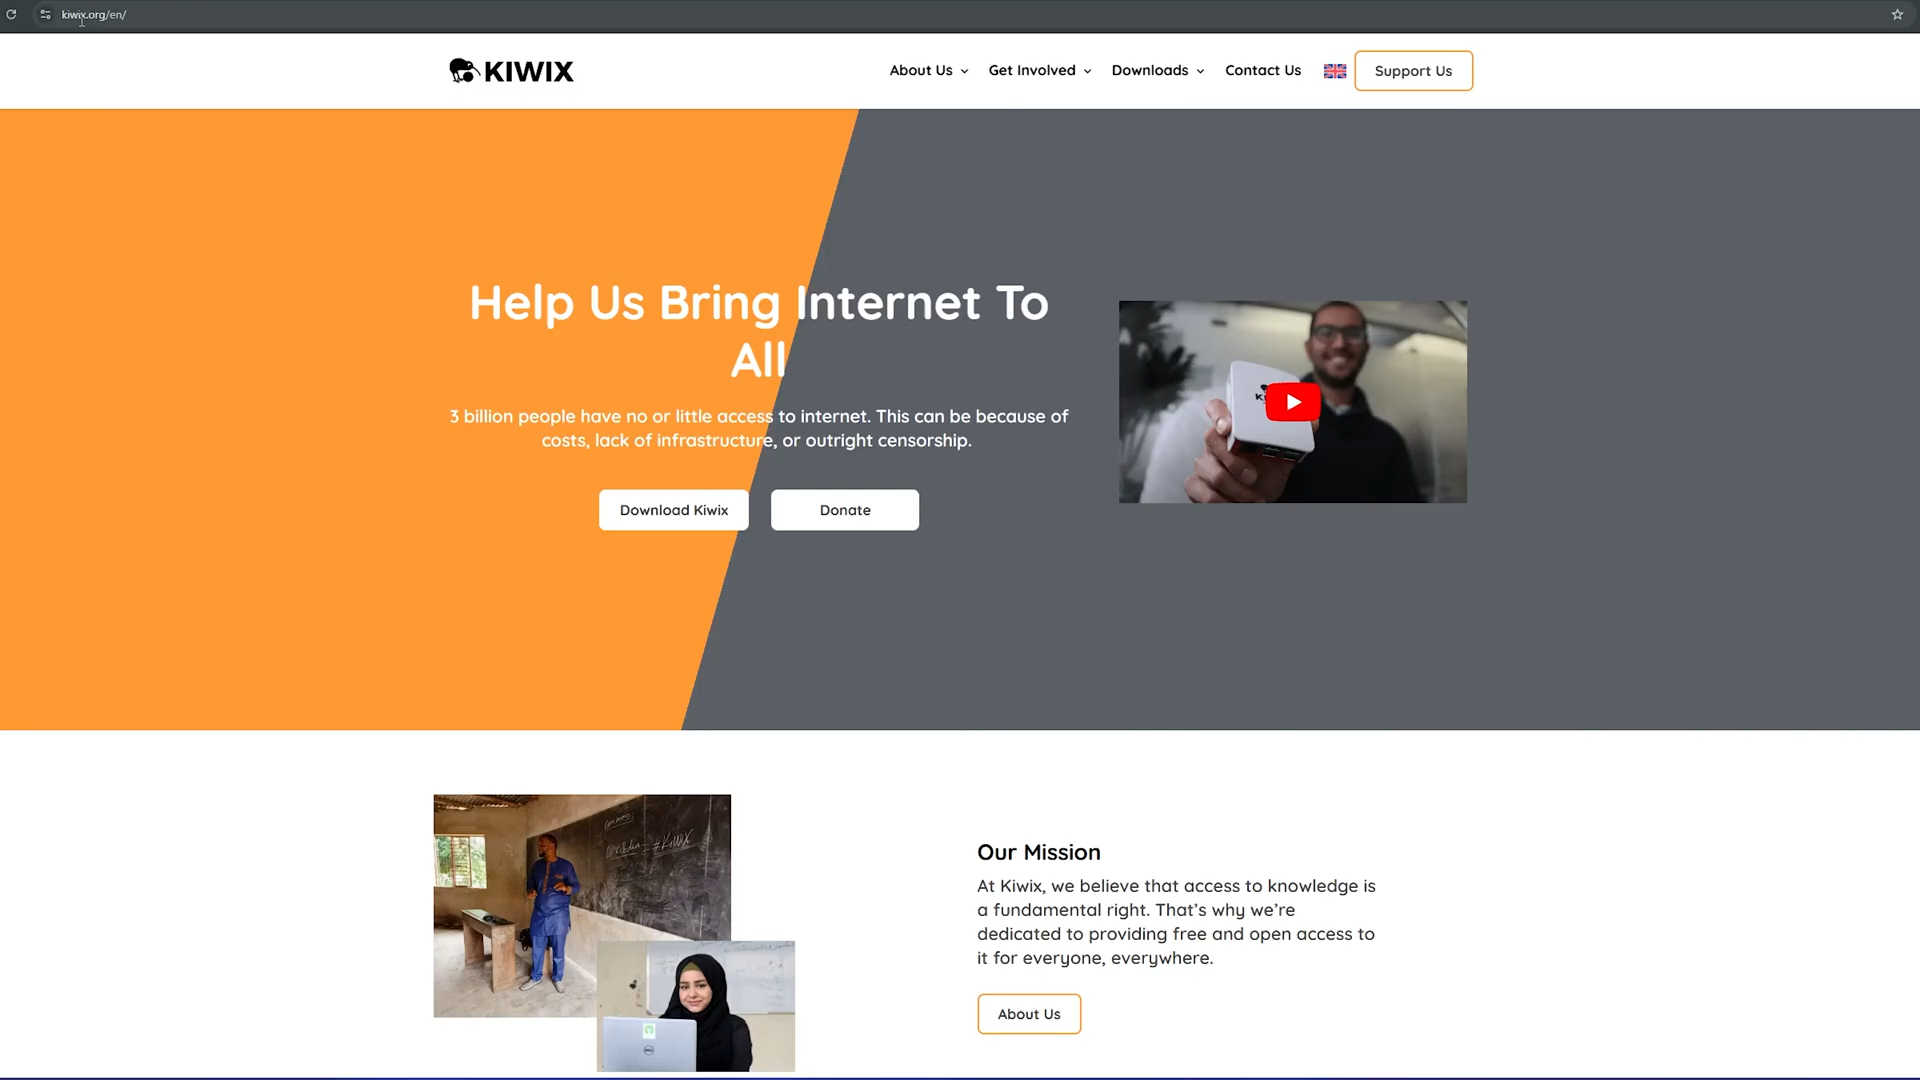 kiwix.org/en/
KIWIX
About Us
Get Involved
Downloads
Contact Us
Support Us
Help Us Bring Internet To
All
3 billion people have no or little access to internet. This can be because of
costs, lack of infrastructure, or outright censorship.
Download Kiwix
Donate
Our Mission
At Kiwix, we believe that access to knowledge is
a fundamental right. That’s why we’re
dedicated to providing free and open access to
it for everyone, everywhere.
About Us